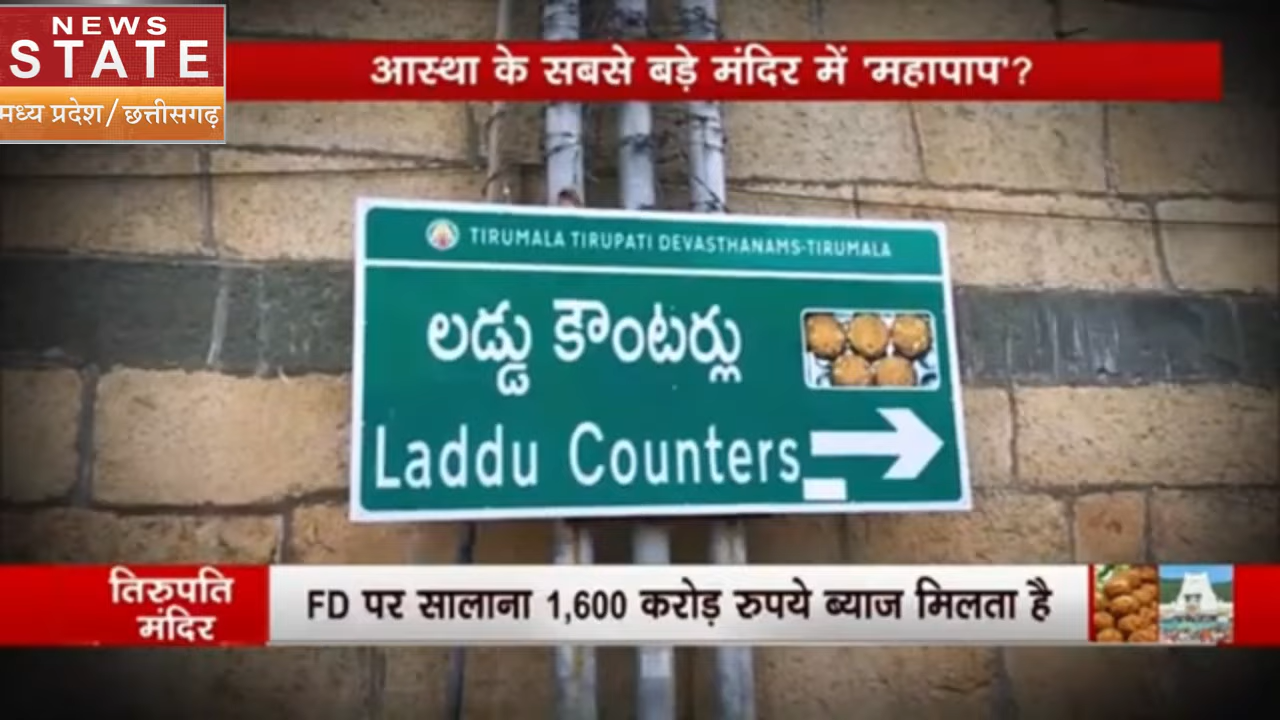 NEWS
STATE
मध्य प्रदेश/छत्तीसगढ़
आस्था के सबसे बड़े मंदिर में 'महापाप'?
TIRUMALA TIRUPATI DEVASTHANAMS-TIRUMALA
లడ్డు కౌంటర్లు
Laddu Counters
तिरुपति
मंदिर
FD पर सालाना 1,600 करोड़ रुपये ब्याज मिलता है